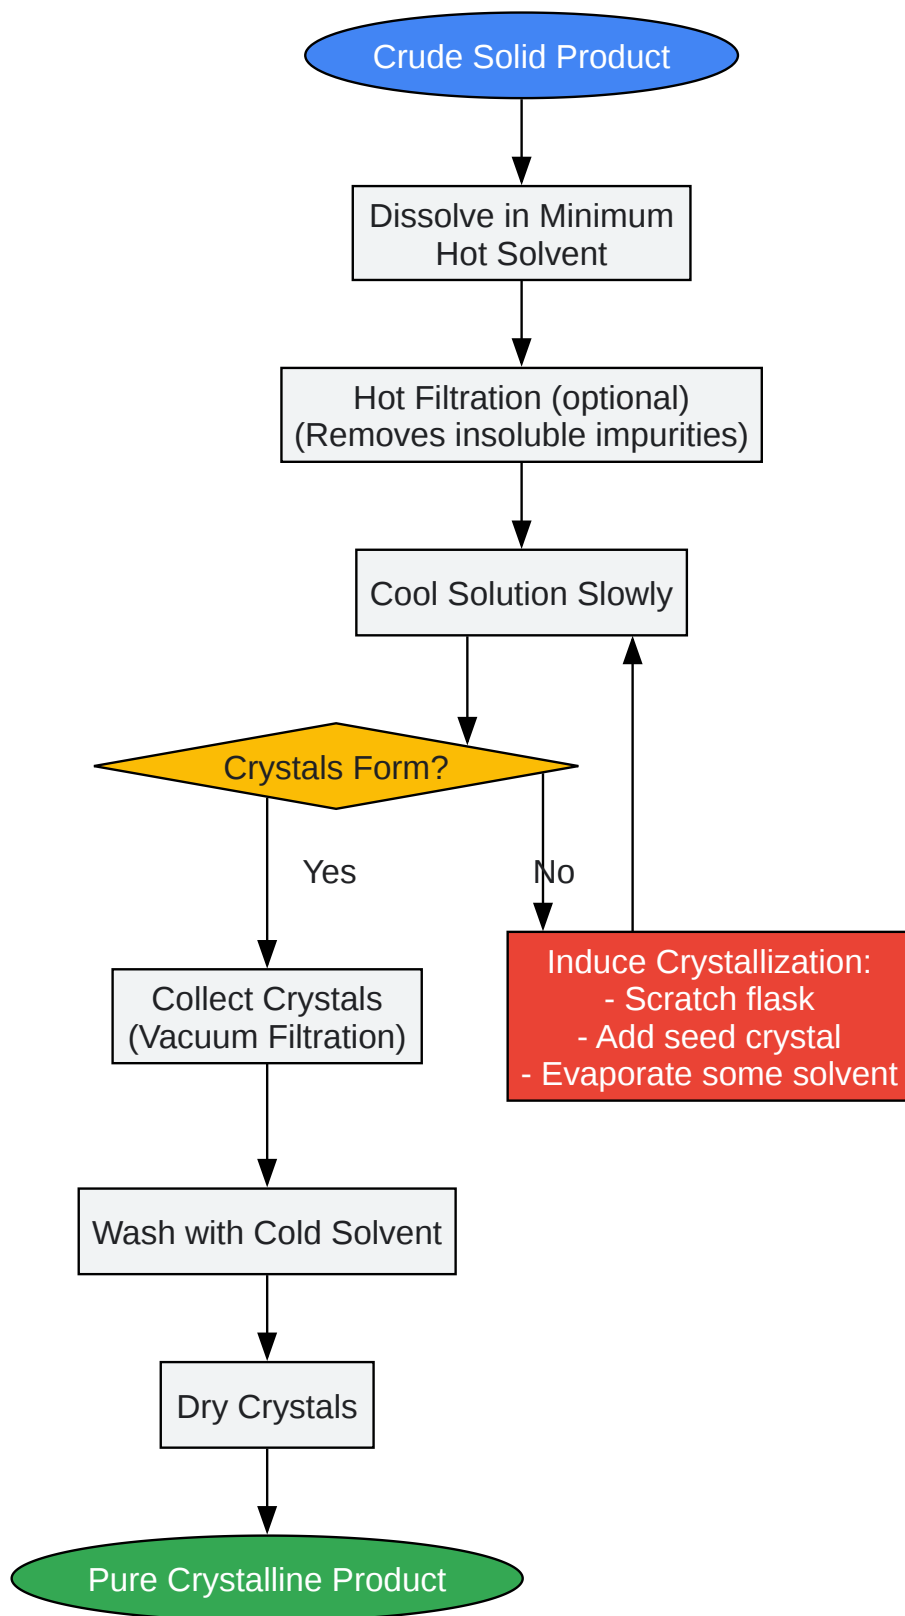 Crude Solid Product
Dissolve in Minimum
Hot Solvent
Hot Filtration (optional)
(Removes insoluble impurities)
Cool Solution Slowly
Crystals Form?
Yes
No
Induce Crystallization:
- Scratch flask
- Add seed crystal
- Evaporate some solvent
Collect Crystals
(Vacuum Filtration)
Wash with Cold Solvent
Dry Crystals
Pure Crystalline Product